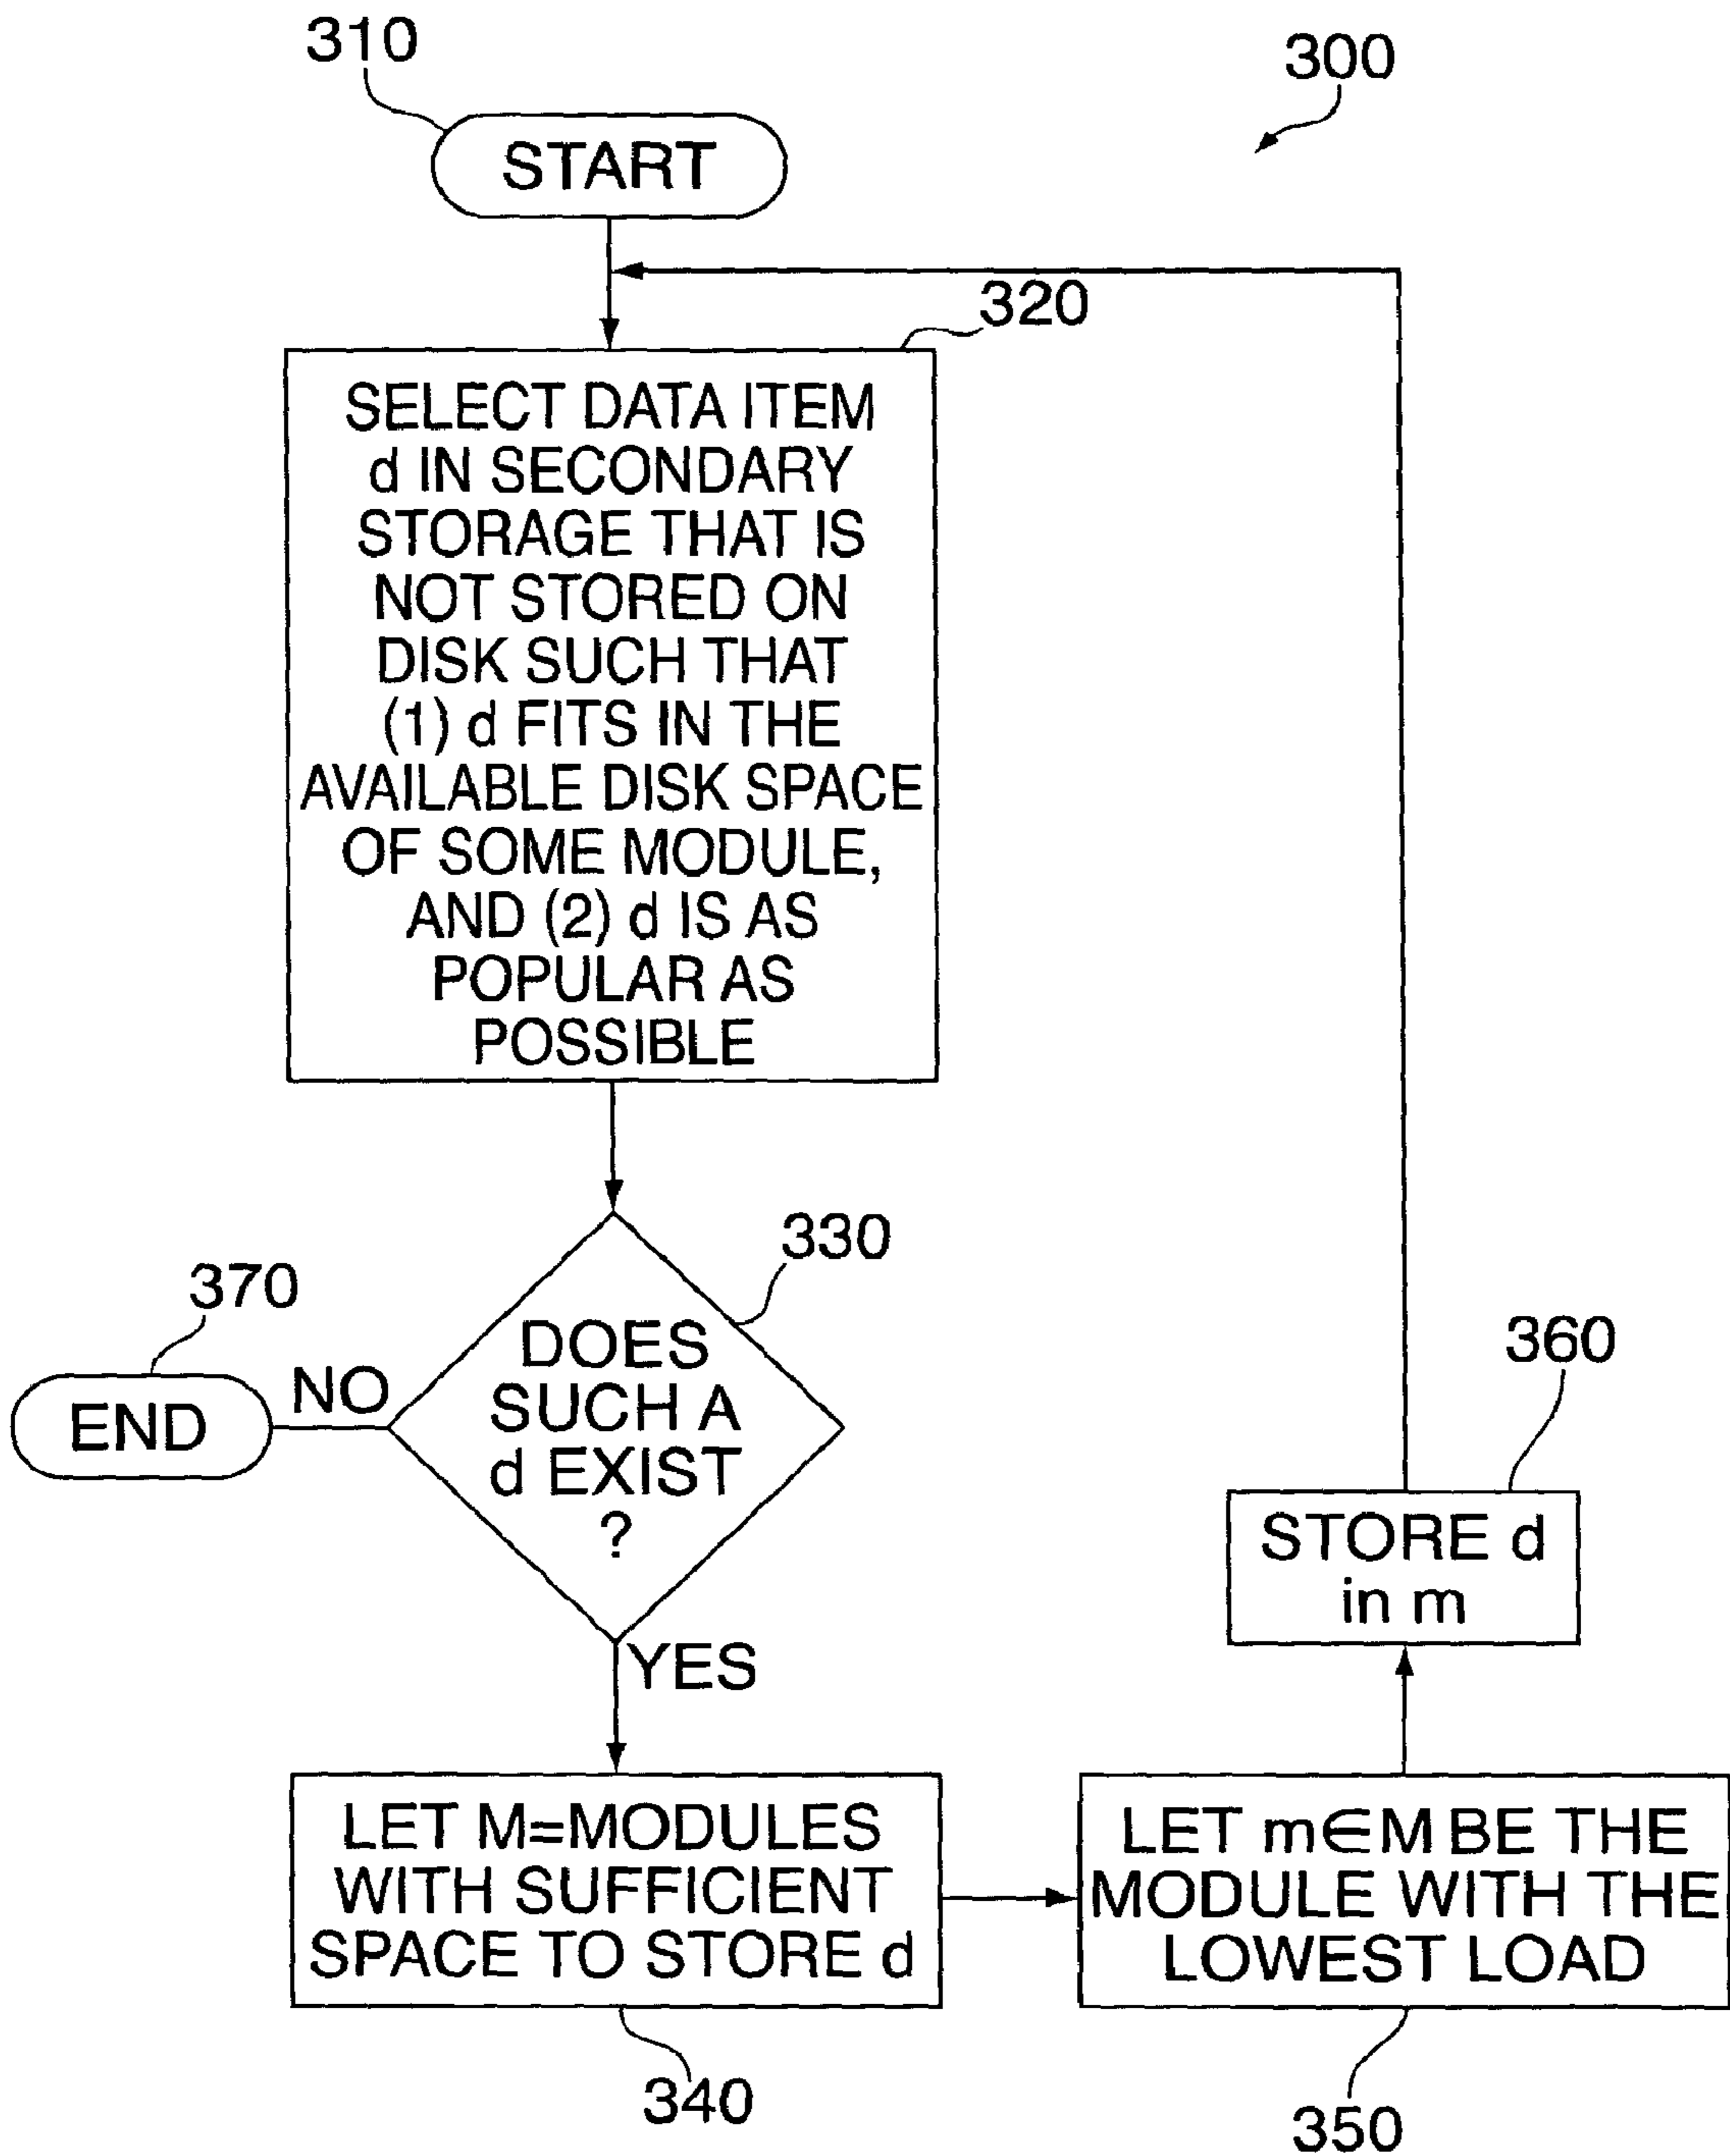 310
300
START
320
SELECT DATA ITEM
d IN SECONDARY
STORAGE THAT IS
NOT STORED ON
DISK SUCH THAT
(1) d FITS IN THE
AVAILABLE DISK SPACE
OF SOME MODULE,
AND (2) d IS AS
POPULAR AS
POSSIBLE
330
370
DOES
SUCH A
d EXIST
?
NO
END
YES
360
STORE d
in m
LET M=MODULES
WITH SUFFICIENT
SPACE TO STORE d
LET m∈M BE THE
MODULE WITH THE
LOWEST LOAD
340
350